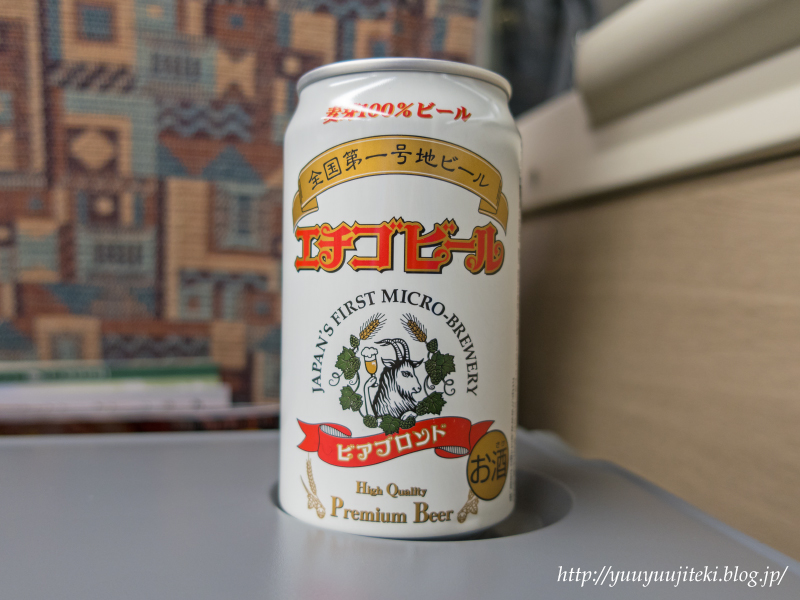 麦芽100%ビール
全国第一号地ビール
エチゴビール
JAPAN'S FIRST MICRO-BREWERY
ビアブロンド
お酒
High Quality
Premium Beer
http://yuuyuujiteki.blog.jp/